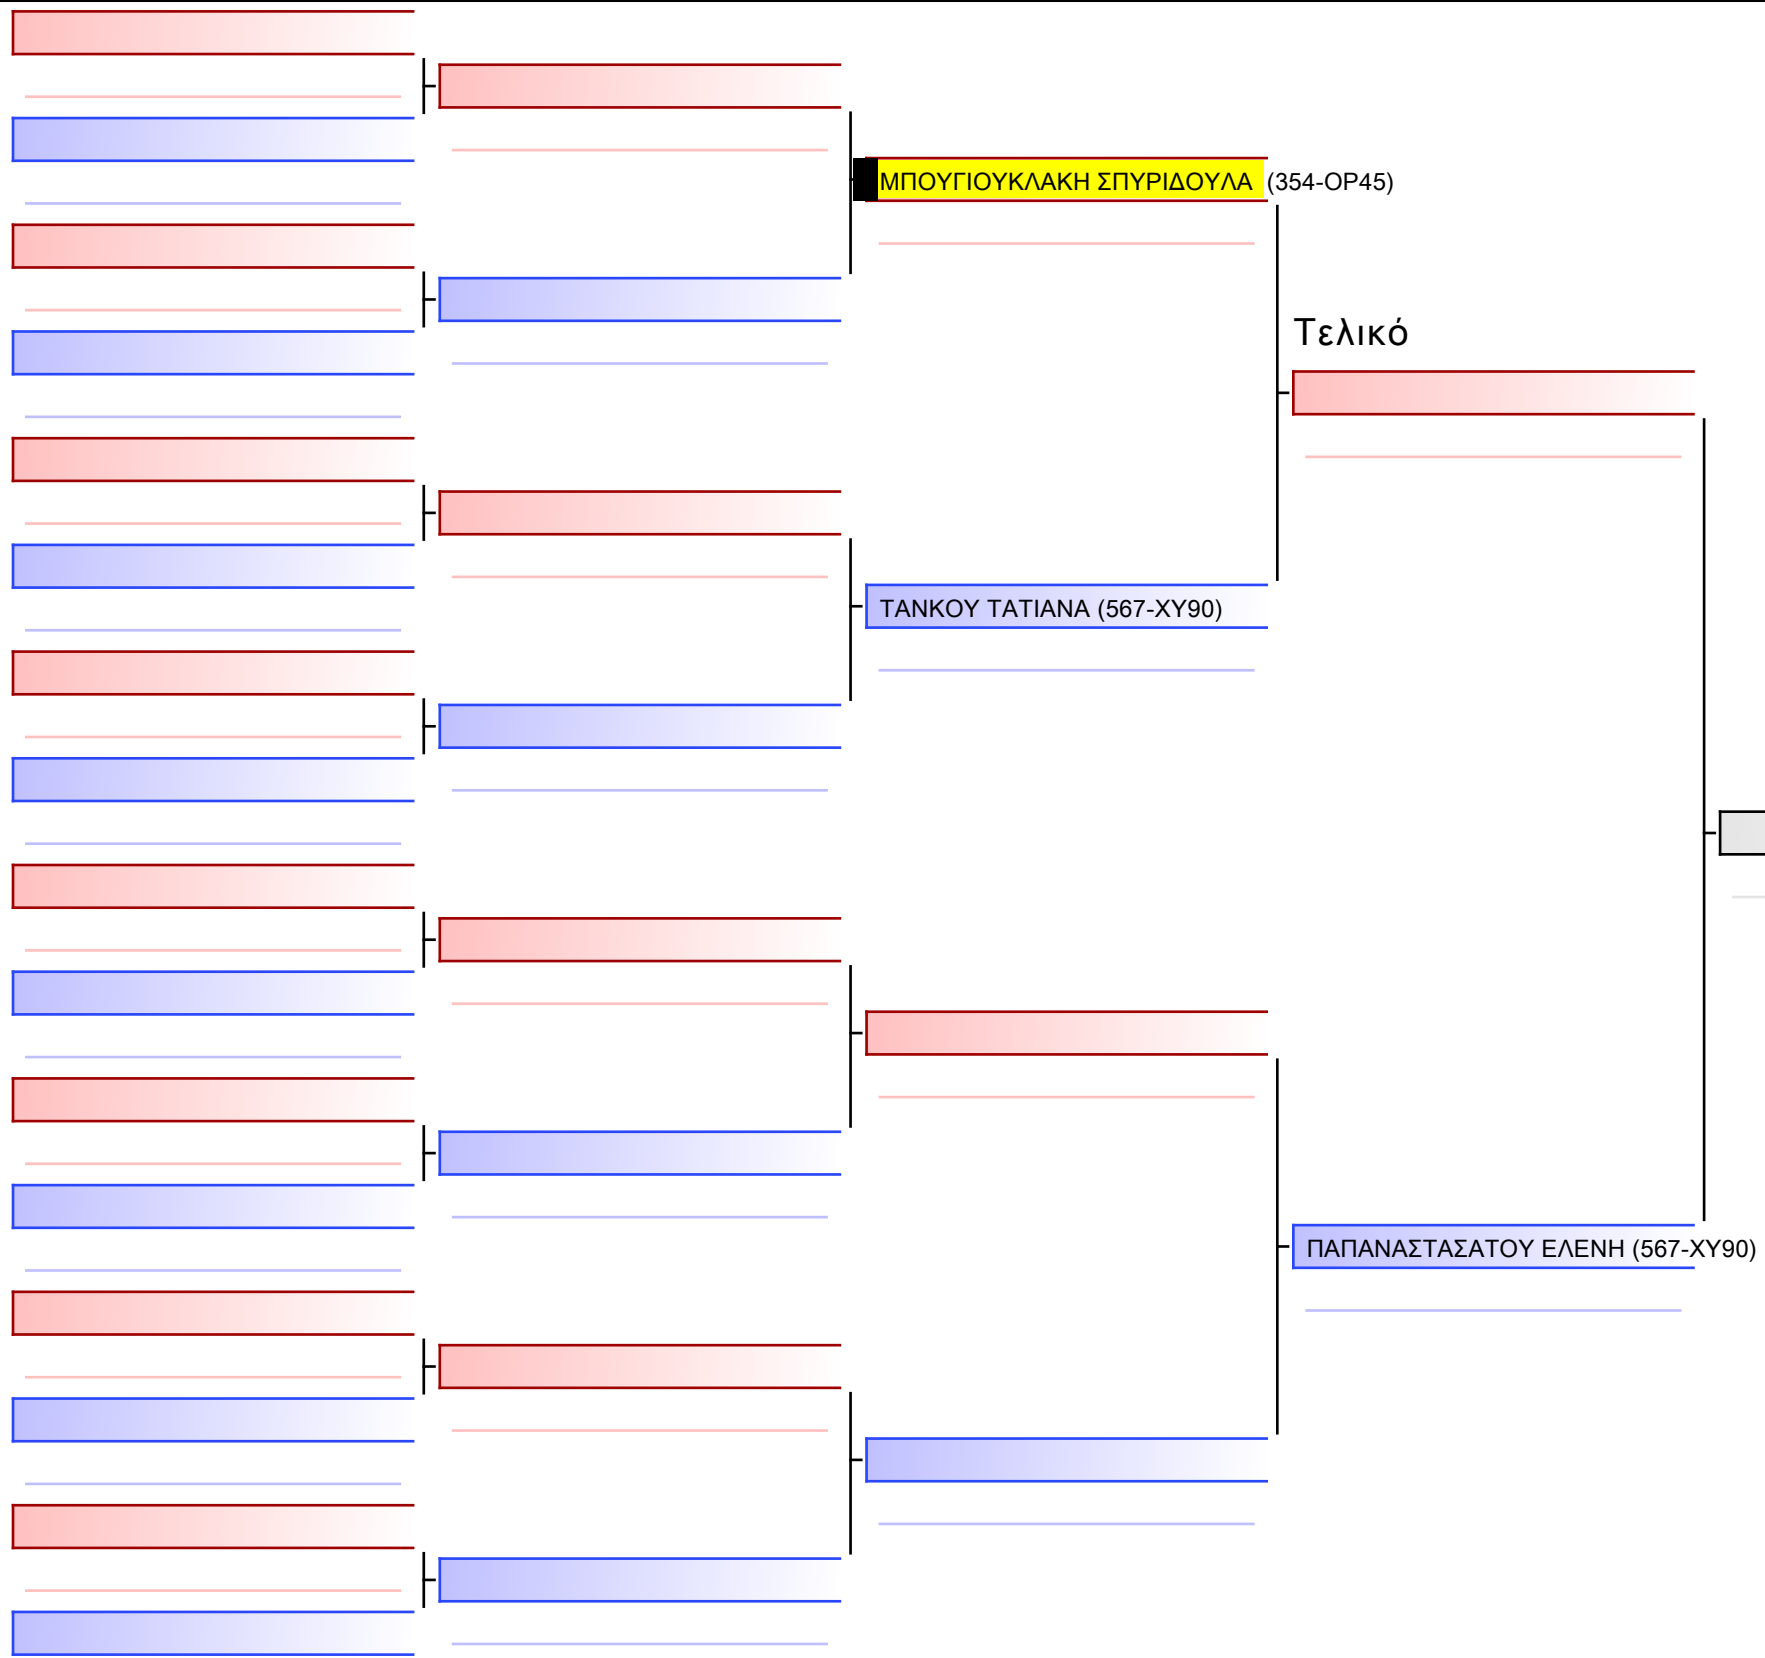 ΜΠΟΥΓΙΟΥΚΛΑΚΗ ΣΠΥΡΙΔΟΥΛΑ (354-ΟΡ45)
Τελικό
ΤΑΝΚΟΥ ΤΑΤΙΑΝΑ (567-ΧΥ90)
ΠΑΠΑΝΑΣΤΑΣΑΤΟΥ ΕΛΕΝΗ (567-ΧΥ90)